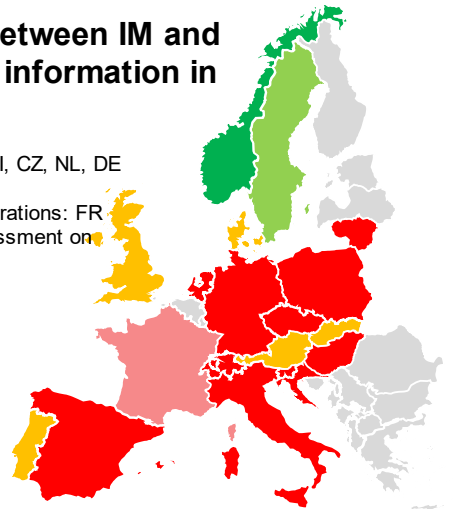 etween IM and
information in
I, CZ, NL, DE
rations: FR
ssment on